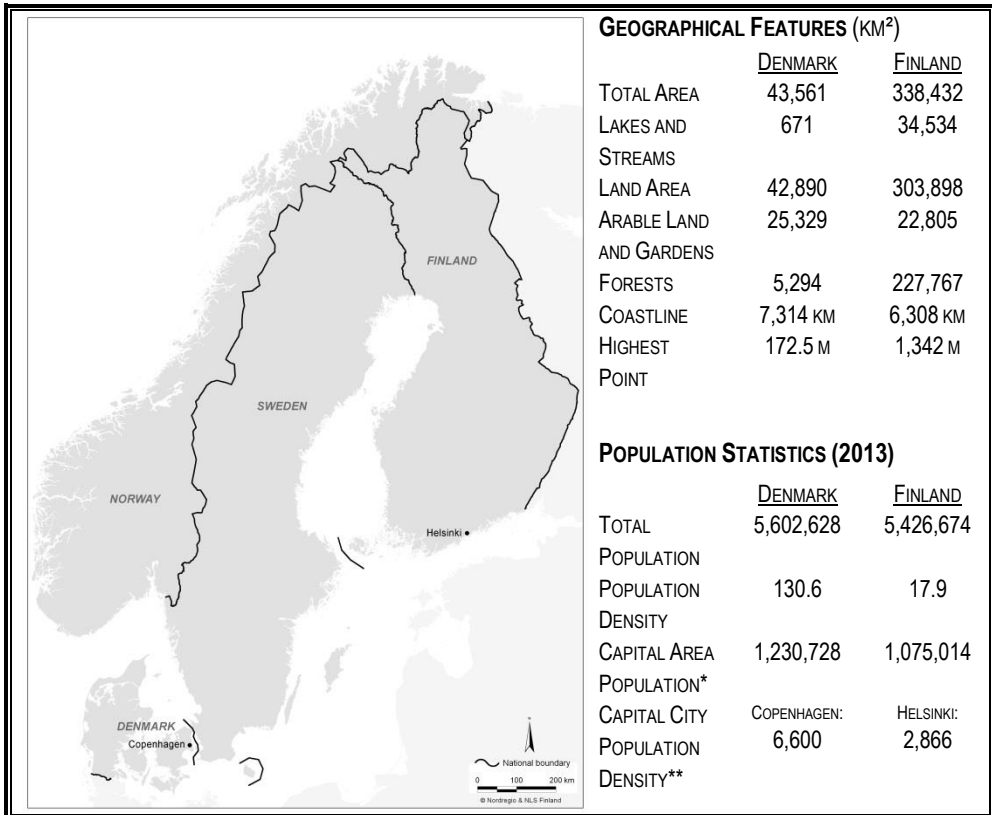 FINLAND
SWEDEN
NORWAY
Helsinki
DENMARK
Copenhagen
National boundary
0 100 200 km
© Nordregio & NLS Finland
GEOGRAPHICAL FEATURES (KM²)
DENMARK FINLAND
TOTAL AREA 43,561 338,432
LAKES AND 671 34,534
STREAMS
LAND AREA 42,890 303,898
ARABLE LAND 25,329 22,805
AND GARDENS
FORESTS 5,294 227,767
COASTLINE 7,314 KM 6,308 KM
HIGHEST 172.5 M 1,342 M
POINT
POPULATION STATISTICS (2013)
DENMARK FINLAND
TOTAL 5,602,628 5,426,674
POPULATION
POPULATION 130.6 17.9
DENSITY
CAPITAL AREA 1,230,728 1,075,014
POPULATION*
CAPITAL CITY COPENHAGEN: HELSINKI:
POPULATION 6,600 2,866
DENSITY**